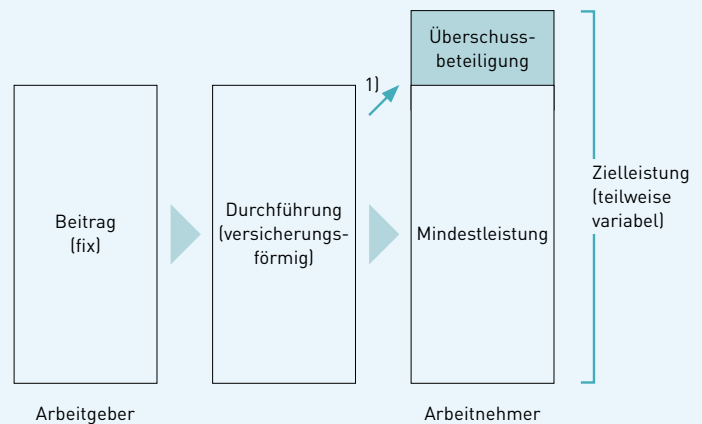 Überschuss-
beteiligung
1)
Beitrag
(fix)
Durchführung
(versicherungs-
förmig)
Mindestleistung
Zielleistung
(teilweise
variabel)
Arbeitgeber
Arbeitnehmer